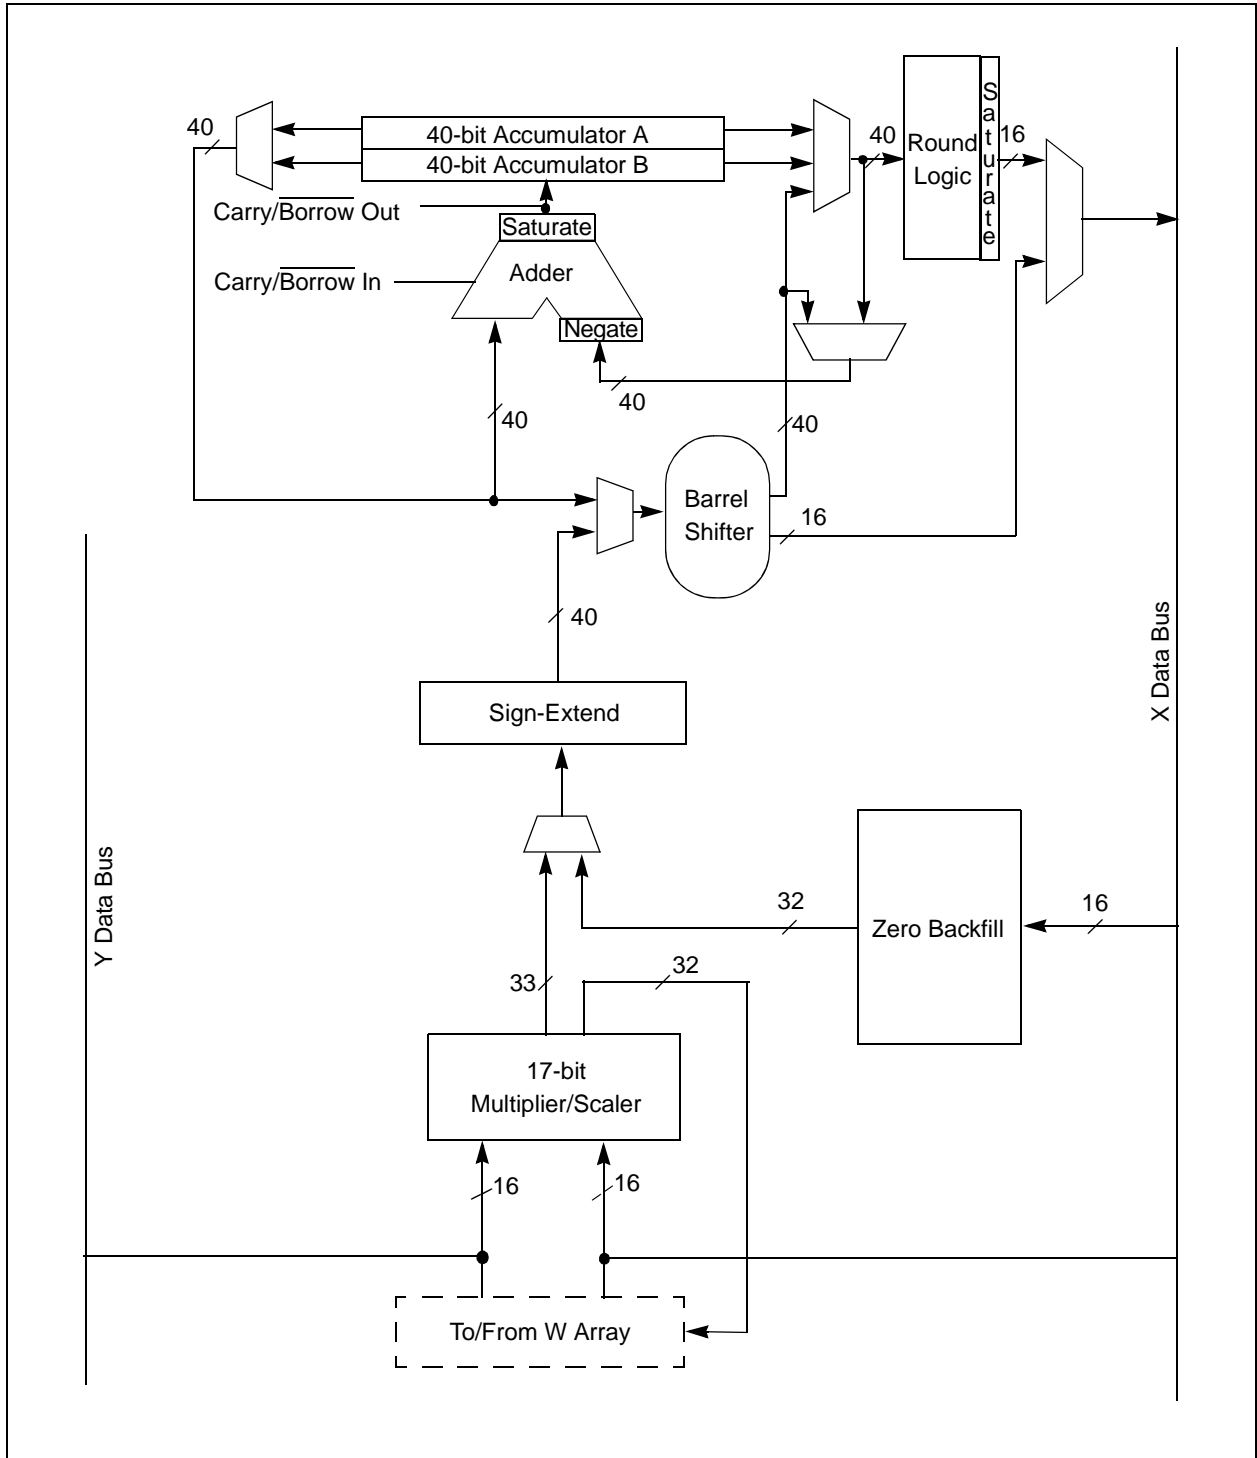 40
40-bit Accumulator A
40-bit Accumulator B
Carry/Borrow Out
Saturate
Carry/Borrow In
Adder
Negate
40
Round
Logic
Saturate
16
40
40
40
Barrel
Shifter
16
40
Sign-Extend
X Data Bus
Y Data Bus
32
Zero Backfill
16
33
32
17-bit
Multiplier/Scaler
16
16
To/From W Array